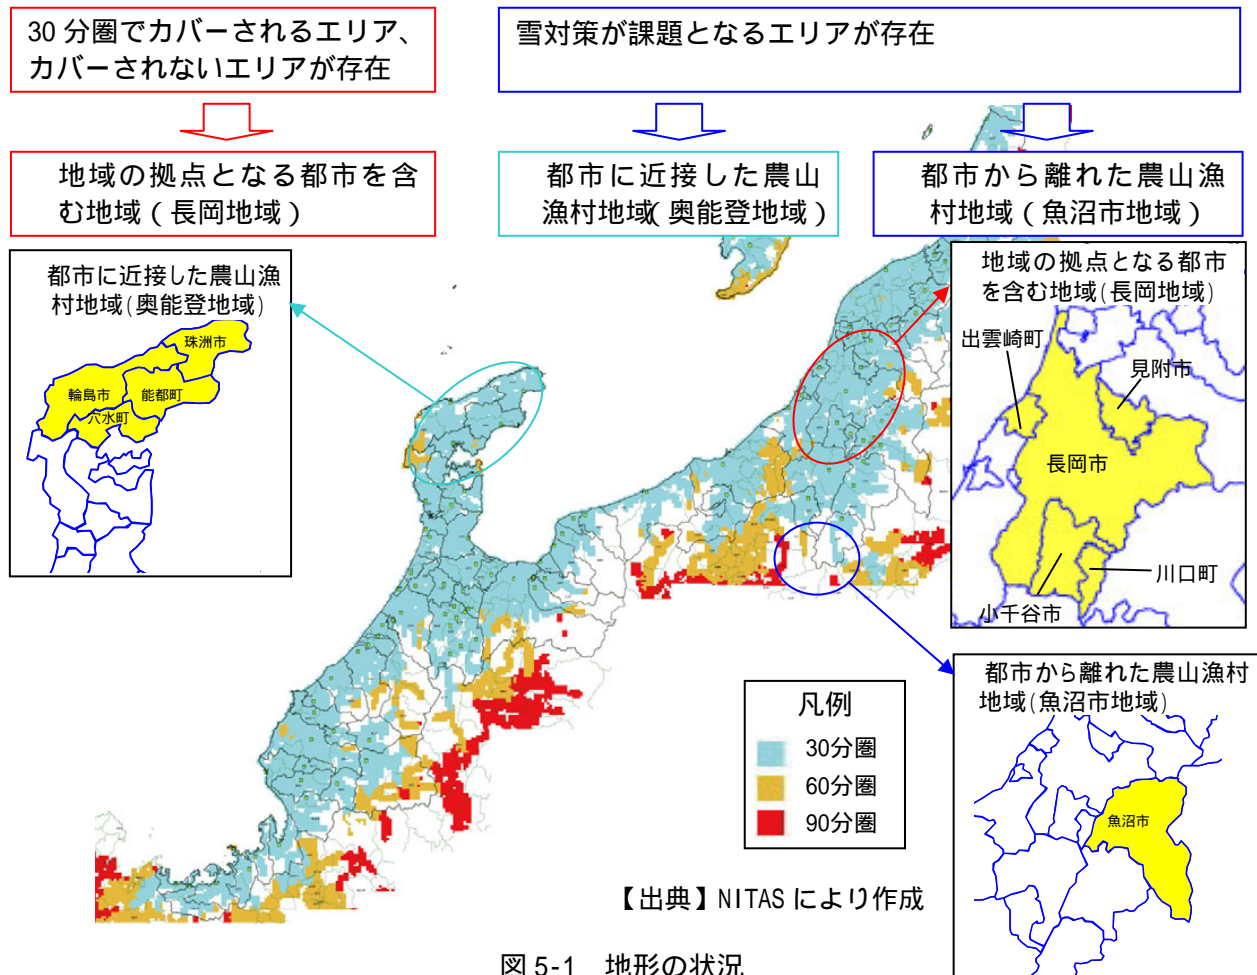 30 分圏でカバーされるエリア、
カバーされないエリアが存在
雪対策が課題となるエリアが存在
地域の拠点となる都市を含
む地域（長岡地域）
都市に近接した農山
漁村地域（奥能登地域）
都市から離れた農山漁
村地域（魚沼市地域）
都市に近接した農山漁
村地域(奥能登地域)
珠洲市
輪島市
能都町
穴水町
地域の拠点となる都市
を含む地域(長岡地域)
出雲崎町
見附市
長岡市
川口町
小千谷市
都市から離れた農山漁村
地域(魚沼市地域)
魚沼市
凡例
30分圏
60分圏
90分圏
【出典】NITAS により作成
図 5-1 地形の状況